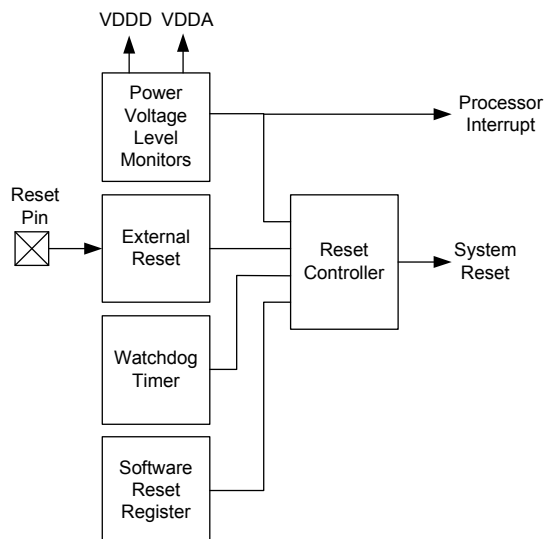 VDDD VDDA
Power
Voltage
Level
Monitors
Processor
Interrupt
Reset
Pin
External
Reset
Reset
Controller
System
Reset
Watchdog
Timer
Software
Reset
Register